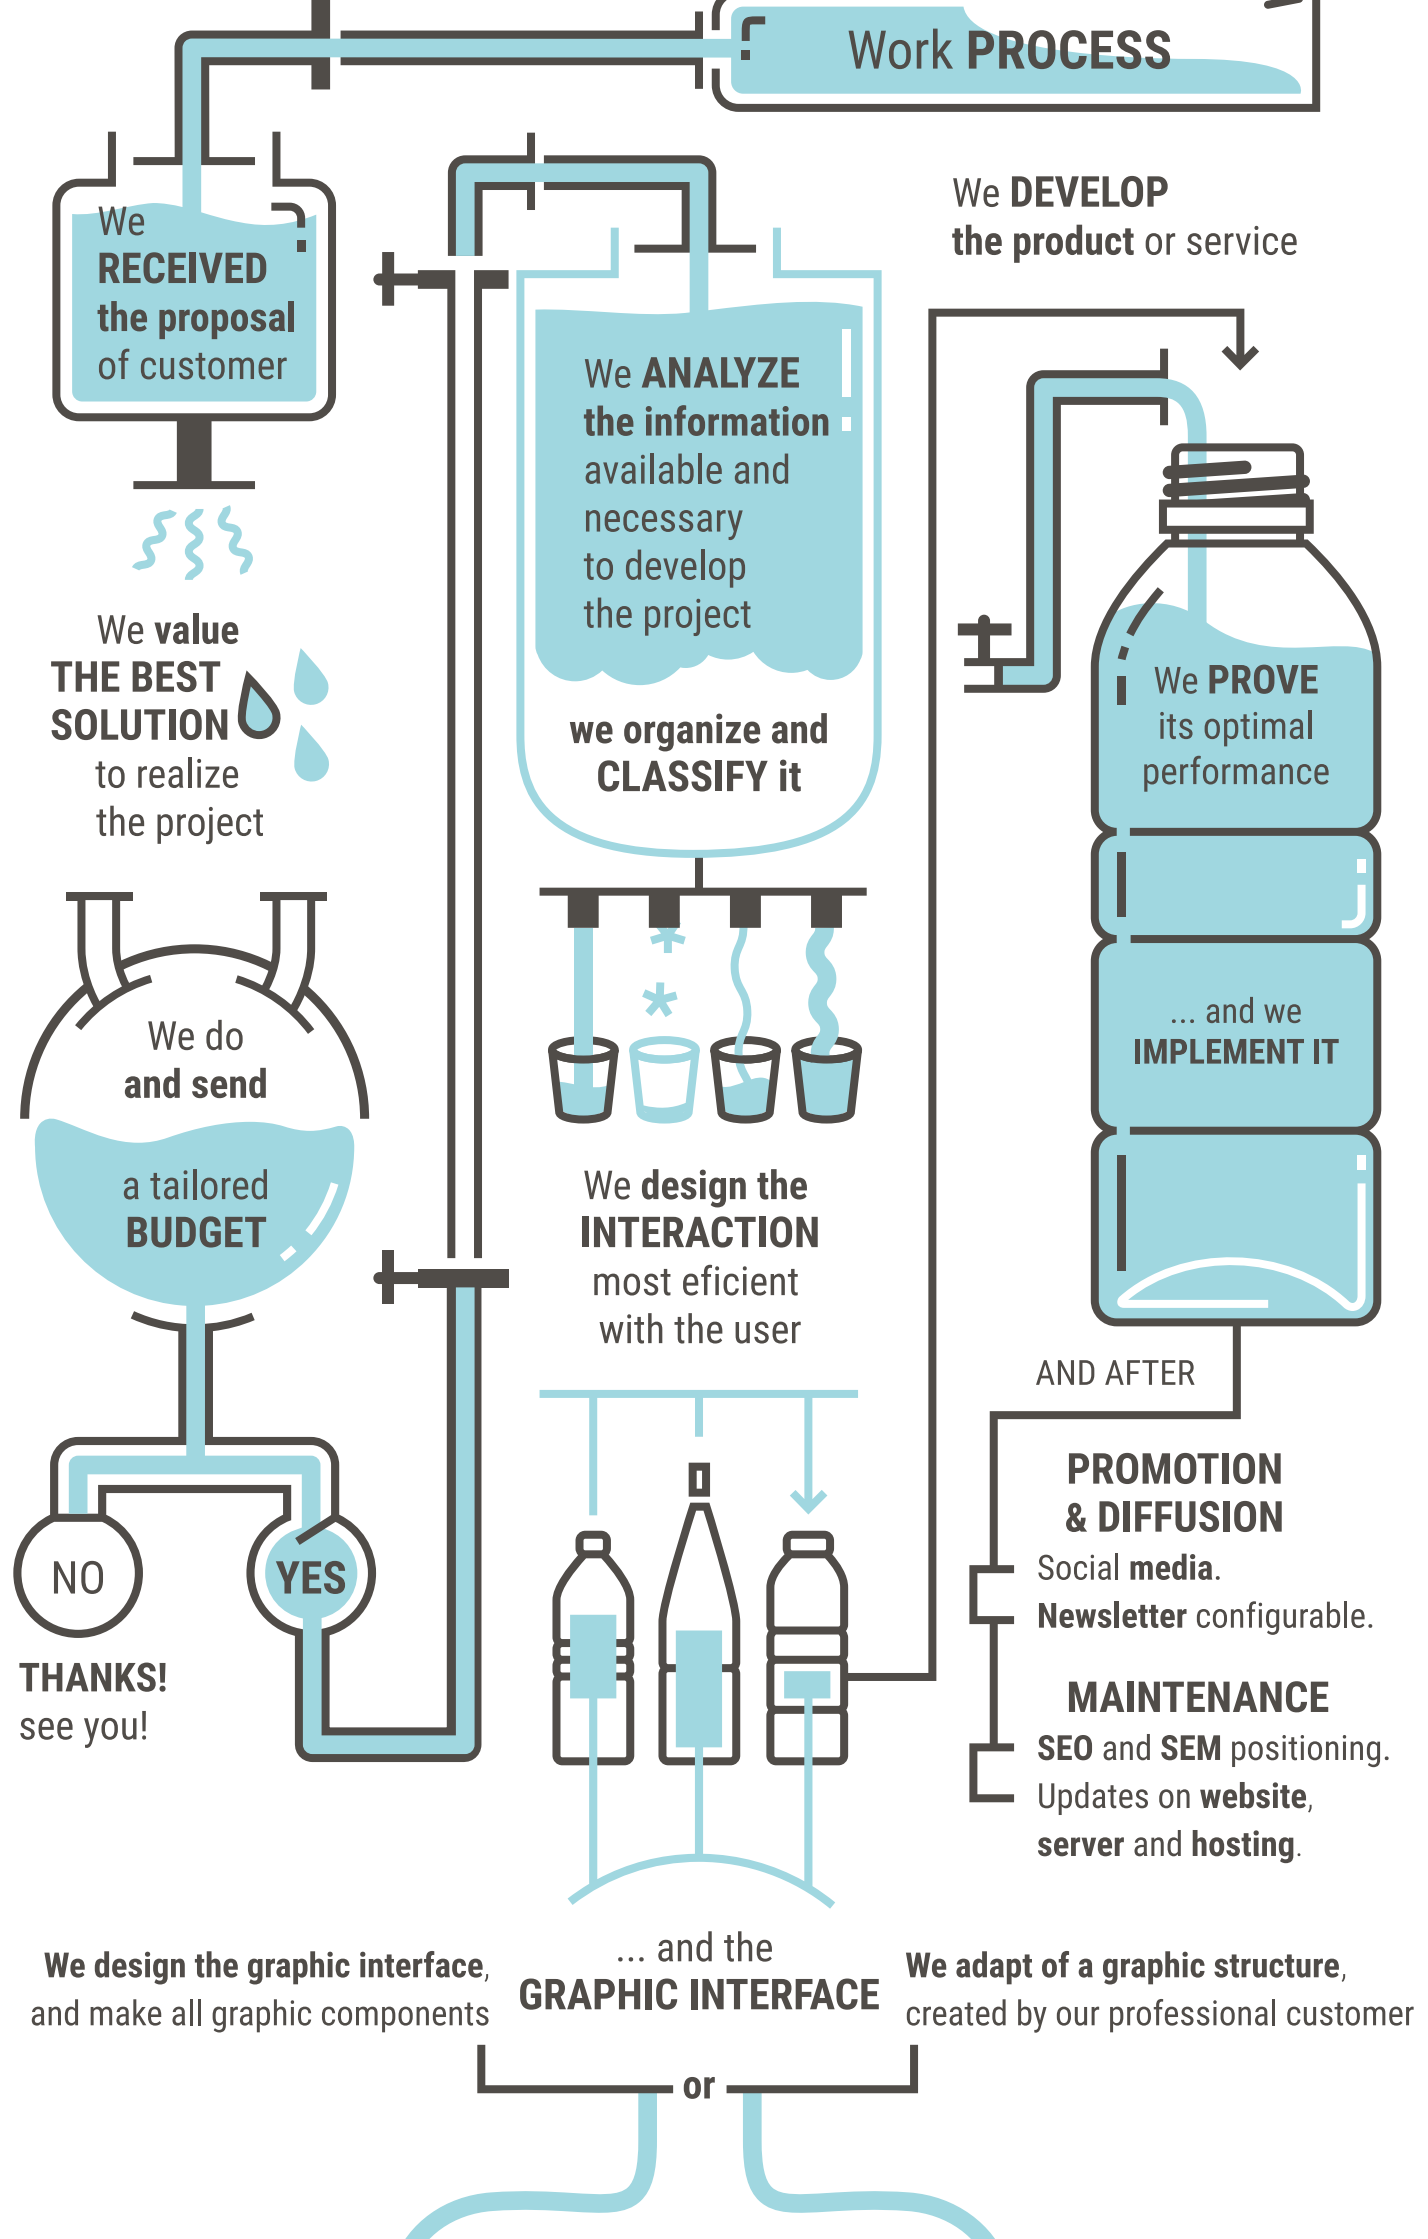 Work PROCESS
We
RECEIVED
the proposal
of customer
We value
THE BEST
SOLUTION
to realize
the project
We do
and send
a tailored
BUDGET
NO
YES
THANKS!
see you!
We ANALYZE
the information
available and
necessary
to develop
the project
we organize and
CLASSIFY it
We design the
INTERACTION
most eficient
with the user
... and the
GRAPHIC INTERFACE
We design the graphic interface,
and make all graphic components
or
We adapt of a graphic structure,
created by our professional customer
We DEVELOP
the product or service
We PROVE
its optimal
performance
... and we
IMPLEMENT IT
AND AFTER
PROMOTION
& DIFFUSION
Social media.
Newsletter configurable.
MAINTENANCE
SEO and SEM positioning.
Updates on website,
server and hosting.